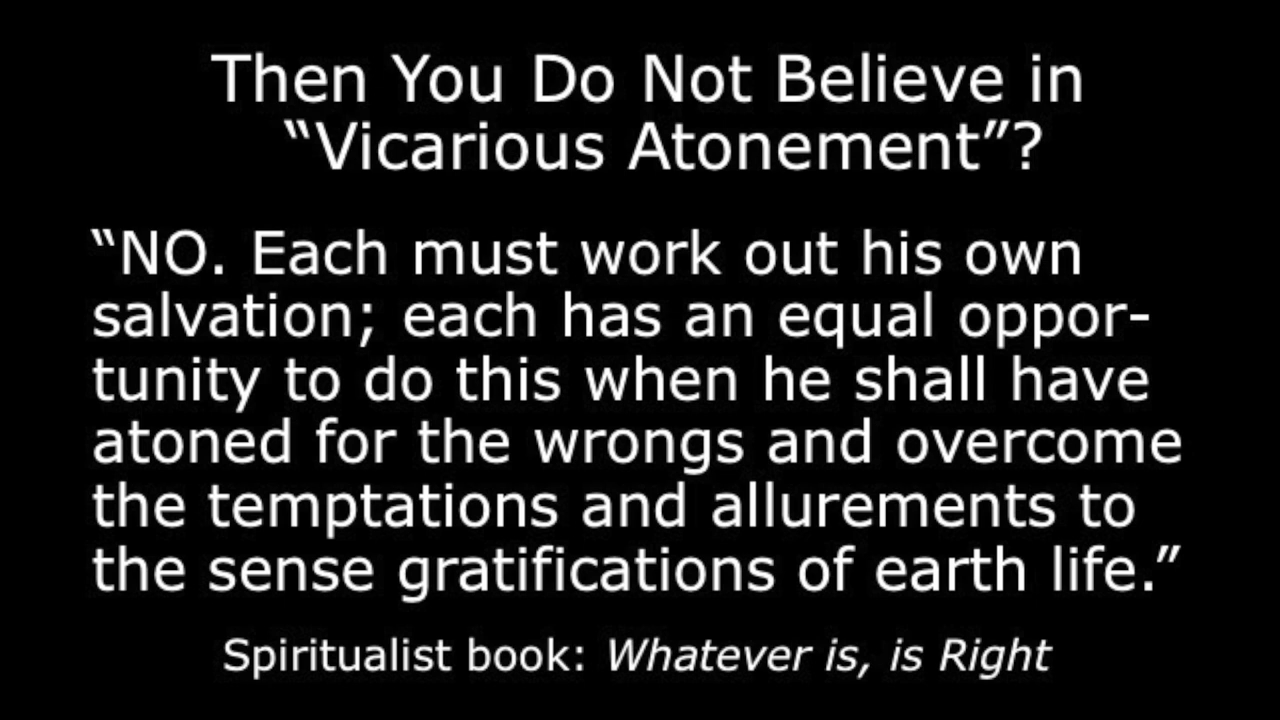 Then You Do Not Believe in
“Vicarious Atonement”?
“NO. Each must work out his own
salvation; each has an equal oppor-
tunity to do this when he shall have
atoned for the wrongs and overcome
the temptations and allurements to
the sense gratifications of earth life.”
Spiritualist book: Whatever is, is Right